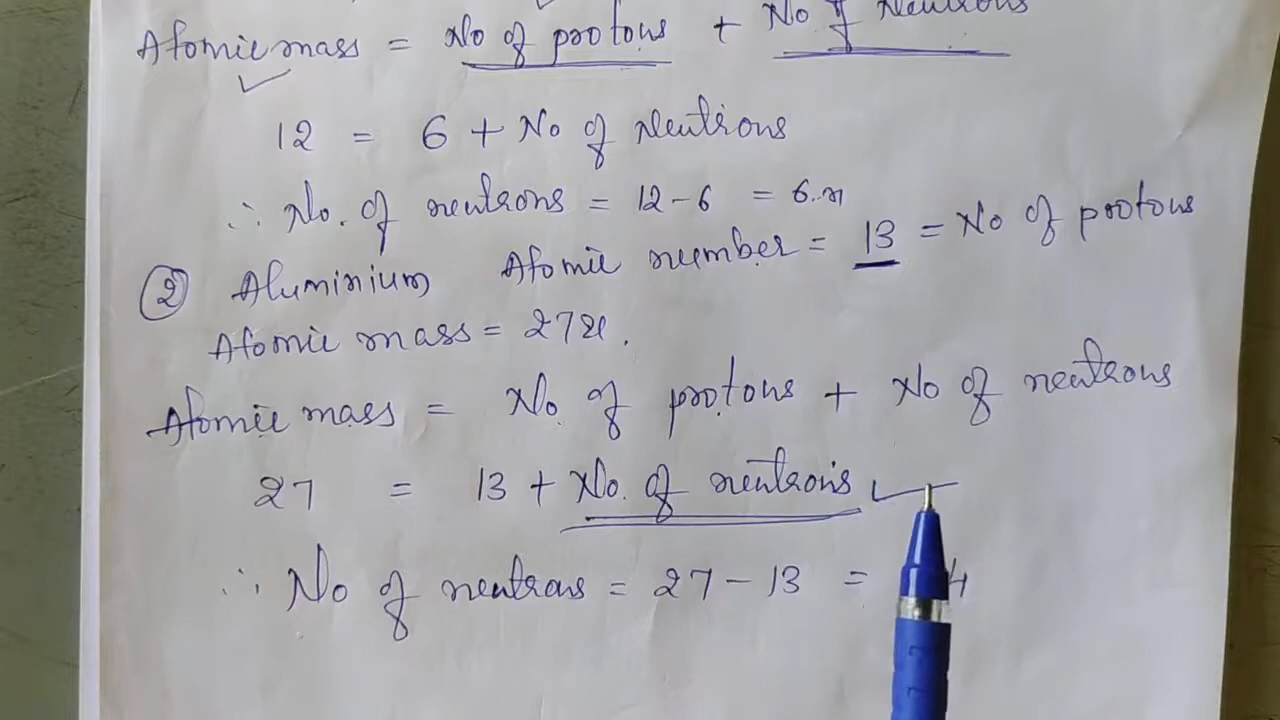 Atomic mass = No of protons + No of Neutrons
12 = 6 + No of Neutrons
∴ No. of neutrons = 12 - 6 = 6.
② Aluminium Atomic number = 13 = No of protons
Atomic mass = 27u.
Atomic mass = No. of protons + No of neutrons
27 = 13 + No. of neutrons
∴ No of neutrons = 27 - 13 = 4